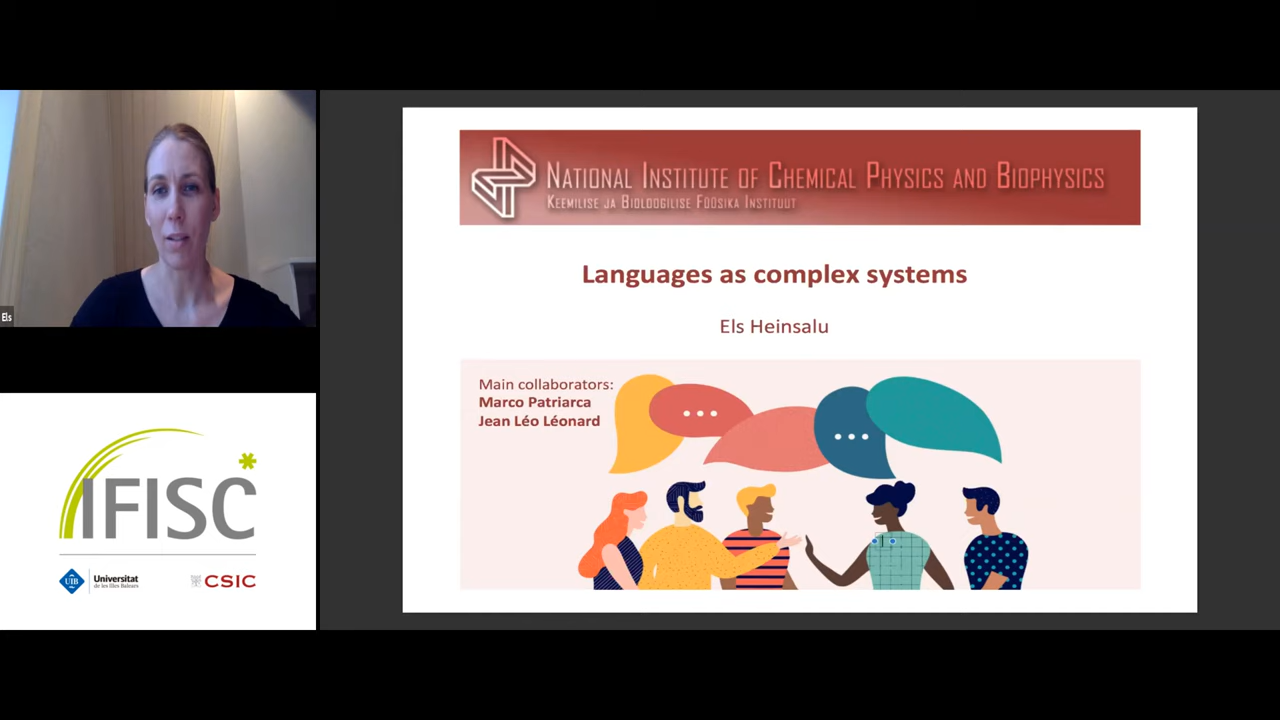 Els
IFISC
UIB
Universitat
de les Illes Balears
CSIC
NATIONAL INSTITUTE OF CHEMICAL PHYSICS AND BIOPHYSICS
KEEMILISE JA BIOLOOGILISE FÜÜSIKA INSTITUUT
Languages as complex systems
Els Heinsalu
Main collaborators:
Marco Patriarca
Jean Léo Léonard